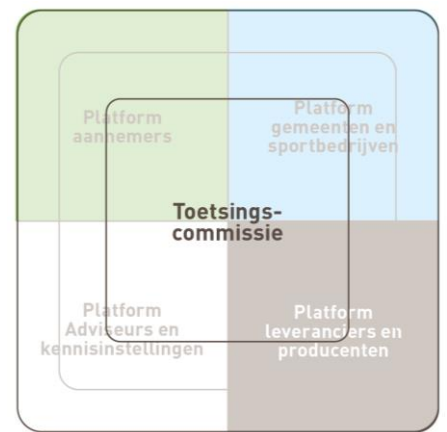 Platform
aannemers
Platform
gemeenten en
sportbedrijven
Toetsings-
commissie
Platform
Adviseurs en
kennisinstellingen
Platform
leveranciers en
producenten